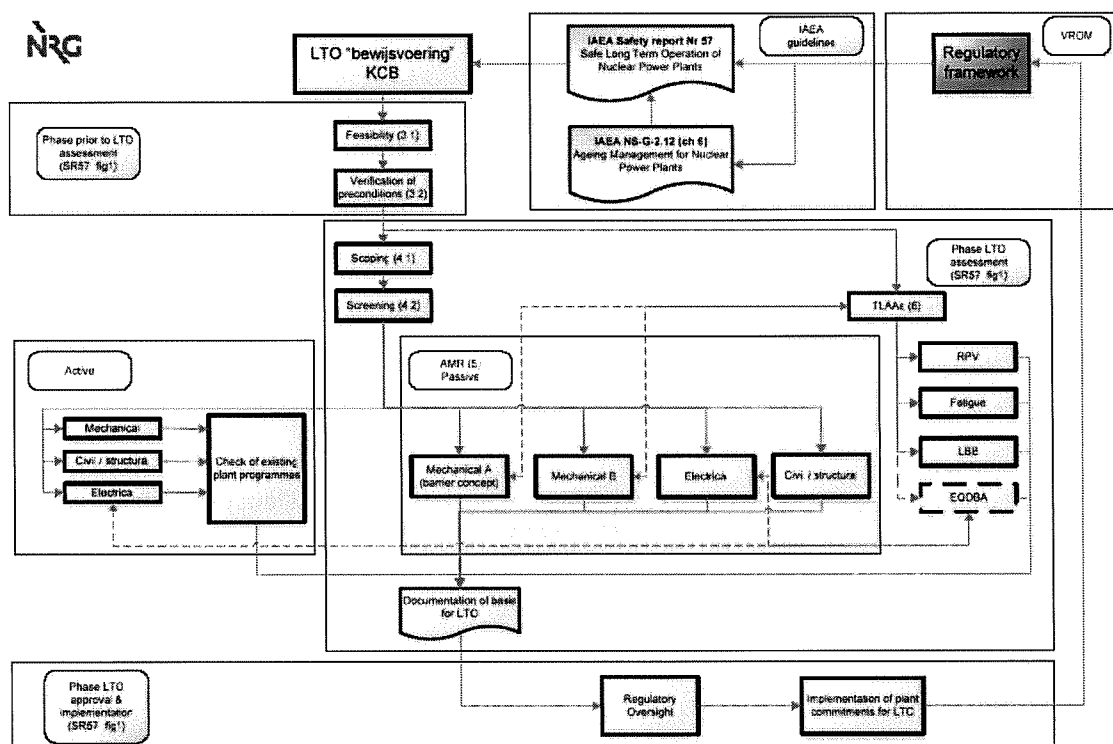 NRG
LTO "bewijsvoering"
KCB
IAEA Safety report Nr 57
Safe Long Term Operation of
Nuclear Power Plants
IAEA
guidelines
VROM
Regulatory
framework
Phase prior to LTO
assessment
(SR57 fig1)
Feasibility (3.1)
Verification of
preconditions (3.2)
IAEA NS-G-2.12 (ch 6)
Ageing Management for Nuclear
Power Plants
Scoping (4.1)
Screening (4.2)
Phase LTO
assessment
(SR57 fig1)
TLAAs (6)
Active
Mechanical
Civil / structura
Electrica
Check of existing
plant programmes
AMR (5)
Passive
Mechanical A
(barrier concept)
Mechanical B
Electrica
Civil / structura
RPV
Fatigue
LBB
EQDBA
Documentation of basis
for LTO
Phase LTO
approval &
implementation
(SR57 fig1)
Regulatory
Oversight
Implementation of plant
commitments for LTO